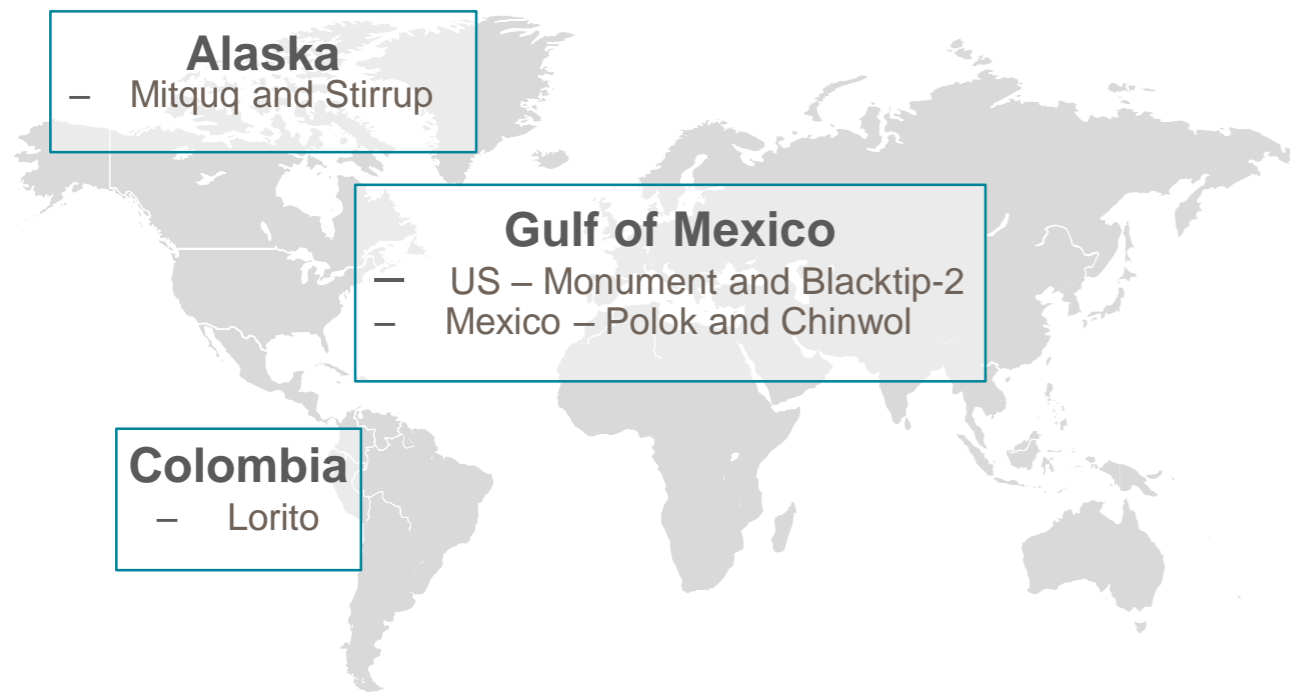 Alaska
– Mitquq and Stirrup
Gulf of Mexico
– US – Monument and Blacktip-2
– Mexico – Polok and Chinwol
Colombia
– Lorito